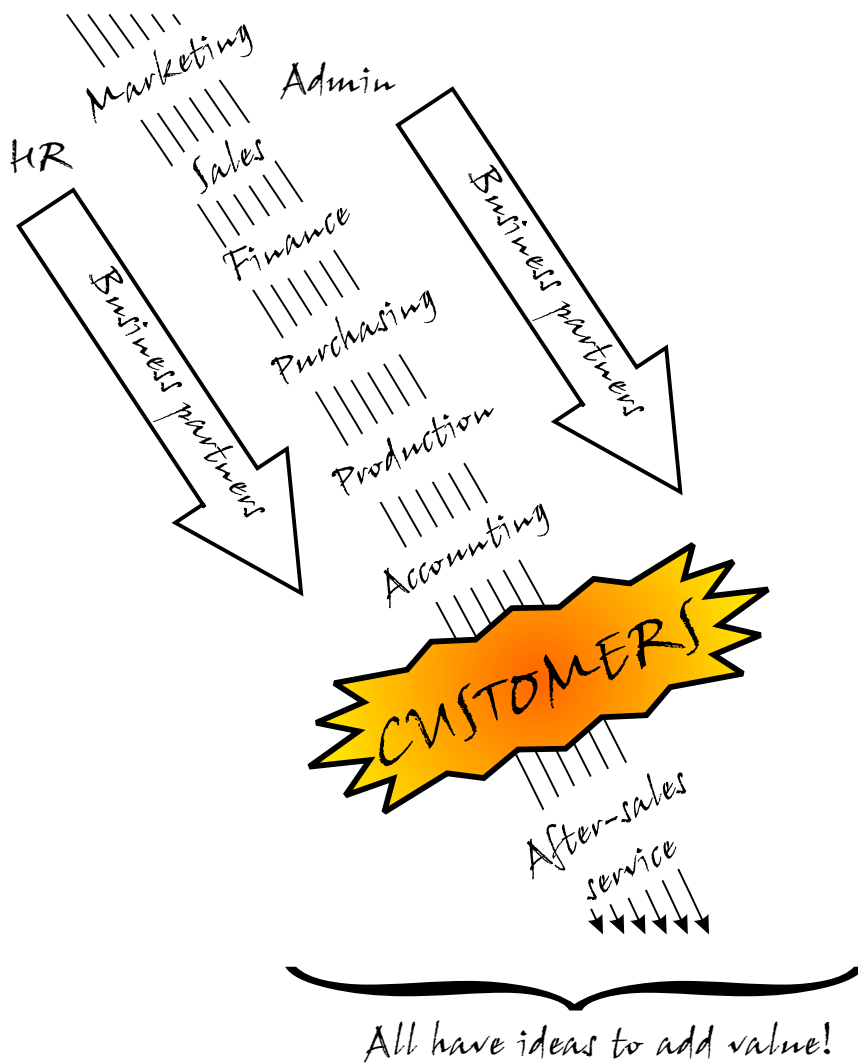 Marketing
Admin
HR
Sales
Finance
Business partners
Business partners
Purchasing
Production
Accounting
CUSTOMERS
After-sales
service
All have ideas to add value!